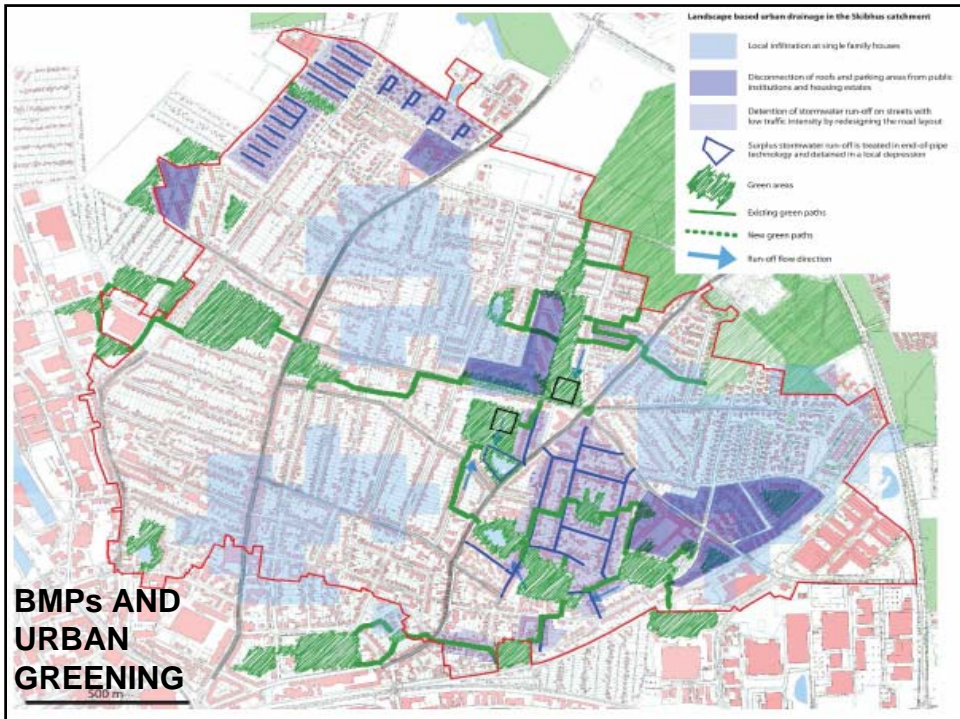 Landscape based urban drainage in the Skibhus catchment
Local infiltration at single family houses
Disconnection of roofs and parking areas from public
institutions and housing estates
Detention of stormwater run-off on streets with
low traffic intensity by redesigning the road layout
Surplus stormwater run-off is treated in end-of-pipe
technology and detained in a local depression
Green areas
Existing green paths
New green paths
Run-off flow direction
P P P P
BMPs AND
URBAN
GREENING
500 m